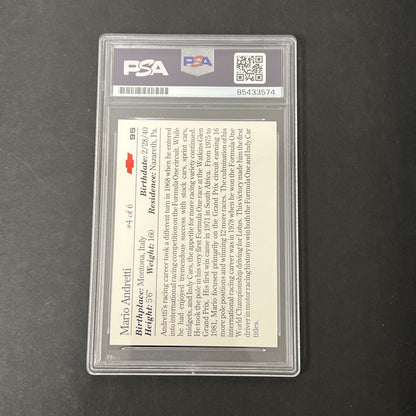 PSA
PSA
85433574
Mario Andretti
#4 of 6
95
Birthplace: Montona, Italy
Birthdate: 2/28/40
Height: 5'6" Weight: 160
Residence: Nazareth, Pa.
Andretti's racing career took a different turn in 1968 when he entered
into international racing competition on the Formula One circuit. While
he had enjoyed tremendous success with stock cars, sprint cars,
midgets, and Indy Cars, the appetite for more racing variety continued.
He took the pole in his very first Formula One race at the Watkins Glen
Grand Prix. His first win came in 1971 in South Africa. From 1975 to
1981, Mario focused primarily on the Grand Prix circuit earning 16
more pole positions and winning 12 more races. The culmination of his
international racing career was in 1978 when he won the Formula One
World Championship driving for Lotus. This victory made him the first
driver in motor racing history to win both the Formula One and Indy Car
titles.